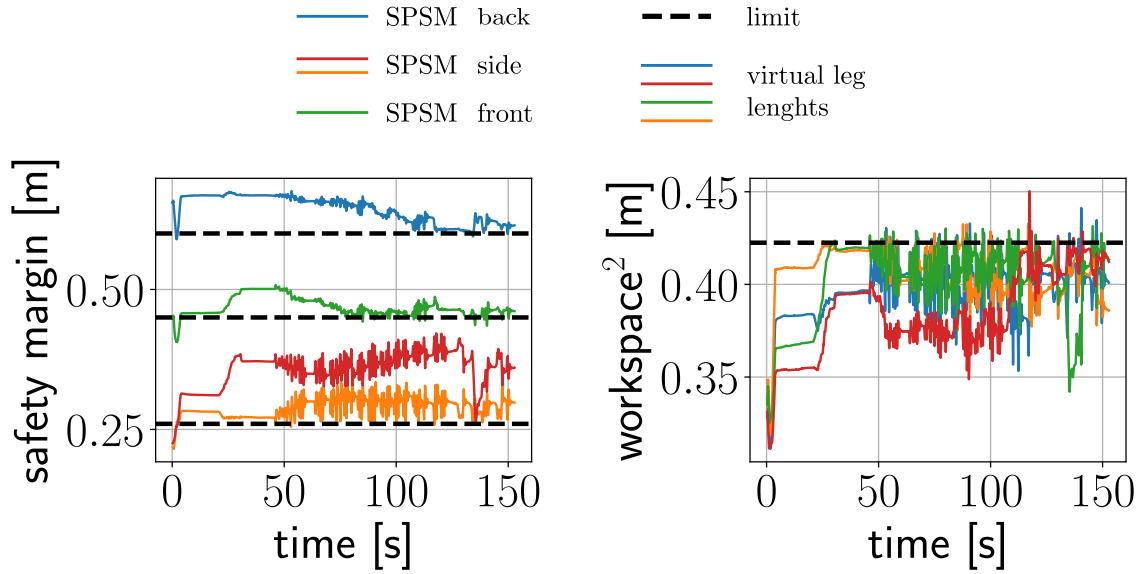 SPSM back
limit
SPSM side
virtual leg
lenghts
SPSM front
safety margin [m]
0.50
0.25
0
50
100
150
time [s]
workspace² [m]
0.45
0.40
0.35
0
50
100
150
time [s]